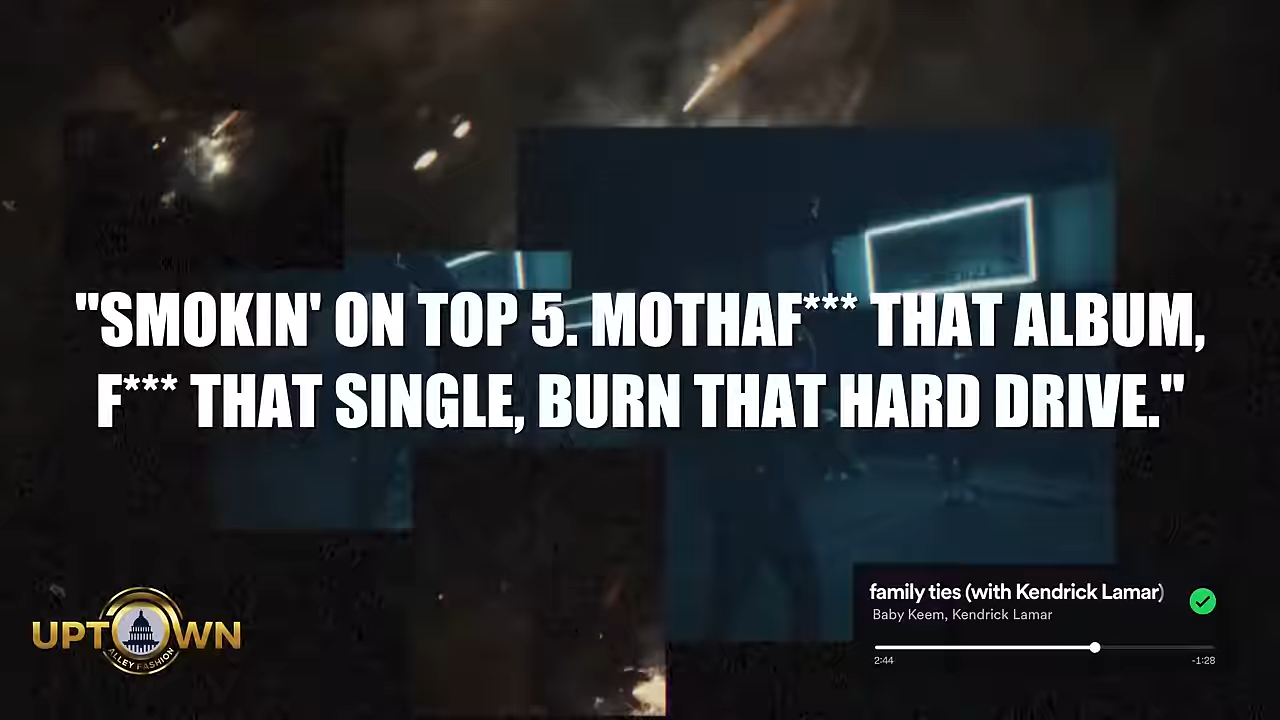 "SMOKIN' ON TOP 5. MOTHAF*** THAT ALBUM,
F*** THAT SINGLE, BURN THAT HARD DRIVE."
family ties (with Kendrick Lamar)
Baby Keem, Kendrick Lamar
2:44
-1:28
UPTOWN
ALLEY FASHION